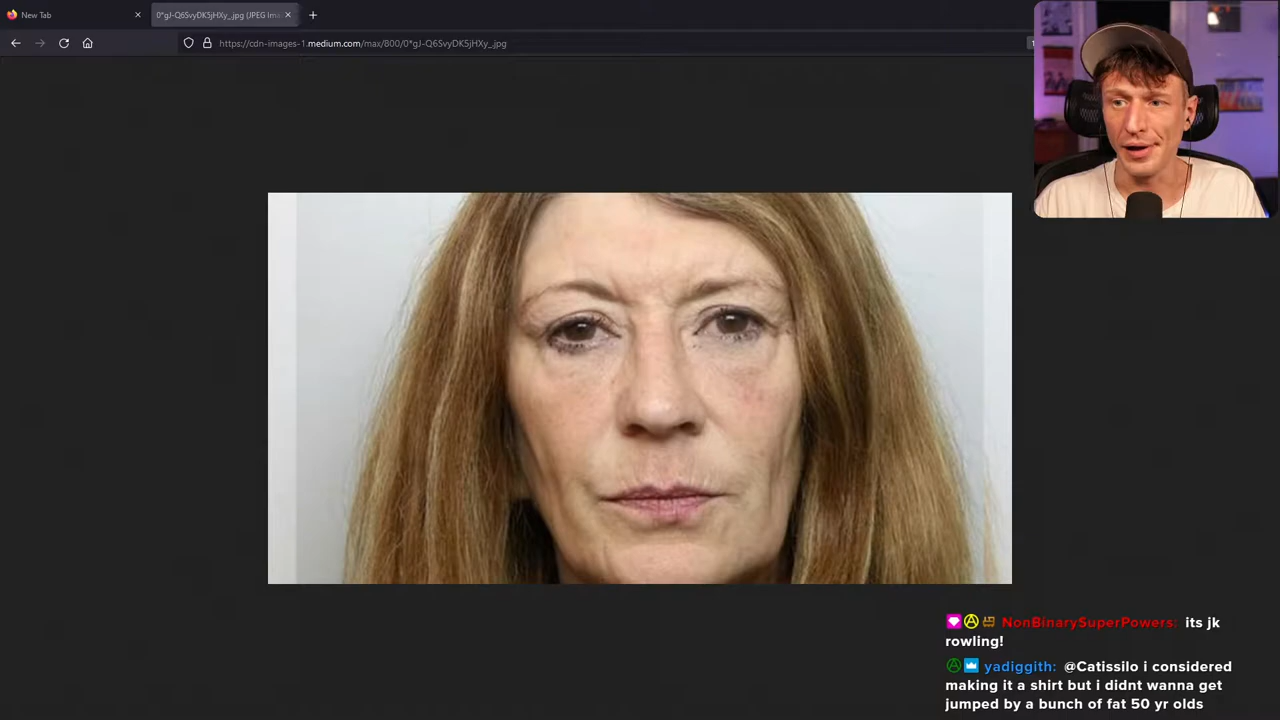 New Tab
0*gJ-Q6SvyDK5jHXy_.jpg (JPEG Ima
https://cdn-images-1.medium.com/max/800/0*gJ-Q6SvyDK5jHXy_.jpg
NonBinarySuperPowers: its jk
rowling!
yadiggith: @Catissilo i considered
making it a shirt but i didnt wanna get
jumped by a bunch of fat 50 yr olds